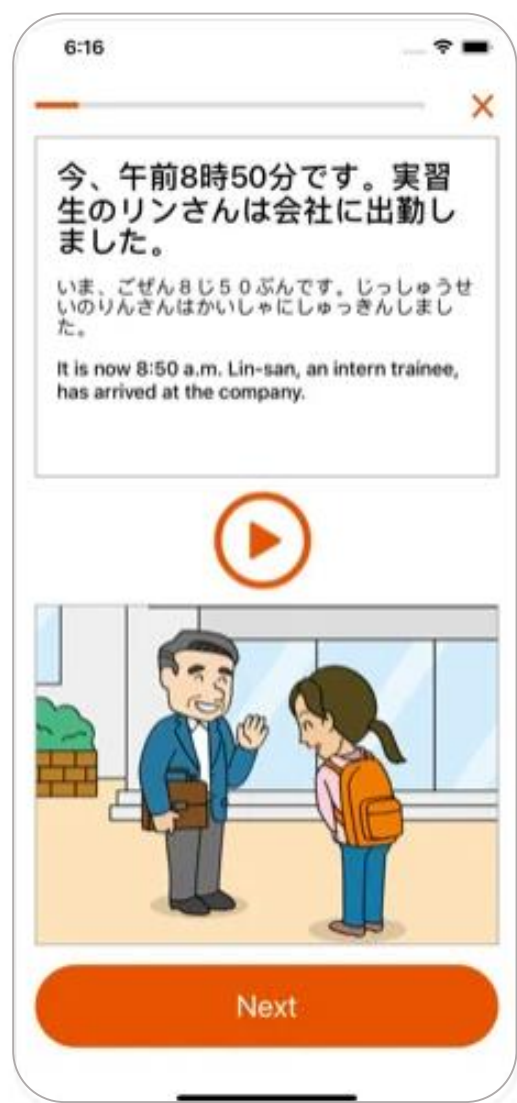 6:16
今、午前8時50分です。実習
生のリンさんは会社に出勤し
ました。
いま、ごぜん８じ５０ぷんです。じっしゅうせ
いのりんさんはかいしゃにしゅっきんしまし
た。
It is now 8:50 a.m. Lin-san, an intern trainee,
has arrived at the company.
Next